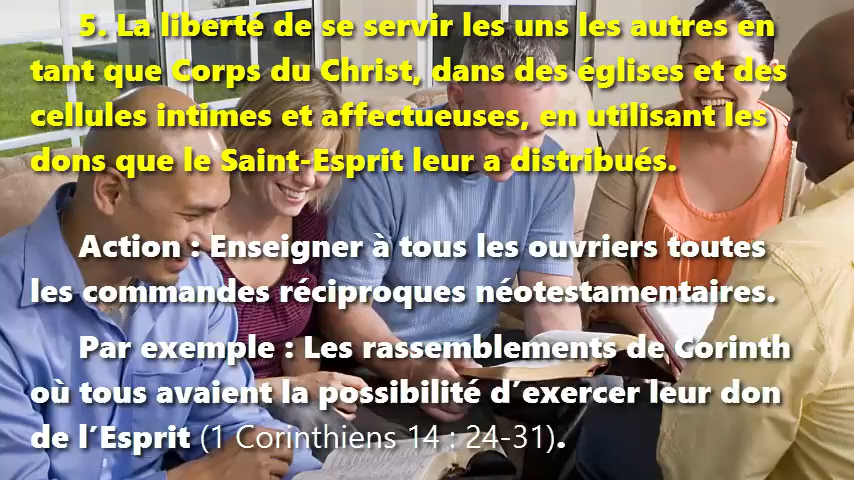 5. La liberté de se servir les uns les autres en
tant que Corps du Christ, dans des églises et des
cellules intimes et affectueuses, en utilisant les
dons que le Saint-Esprit leur a distribués.
Action : Enseigner à tous les ouvriers toutes
les commandes réciproques néotestamentaires.
Par exemple : Les rassemblements de Corinth
où tous avaient la possibilité d’exercer leur don
de l’Esprit (1 Corinthiens 14 : 24-31).